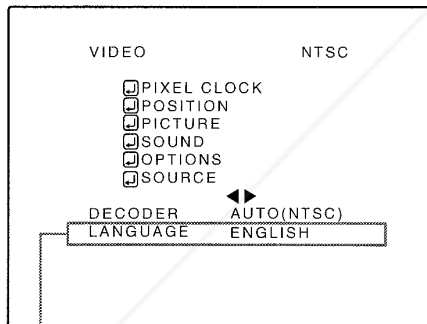 VIDEO NTSC
PIXEL CLOCK
POSITION
PICTURE
SOUND
OPTIONS
SOURCE
DECODER AUTO(NTSC)
LANGUAGE ENGLISH